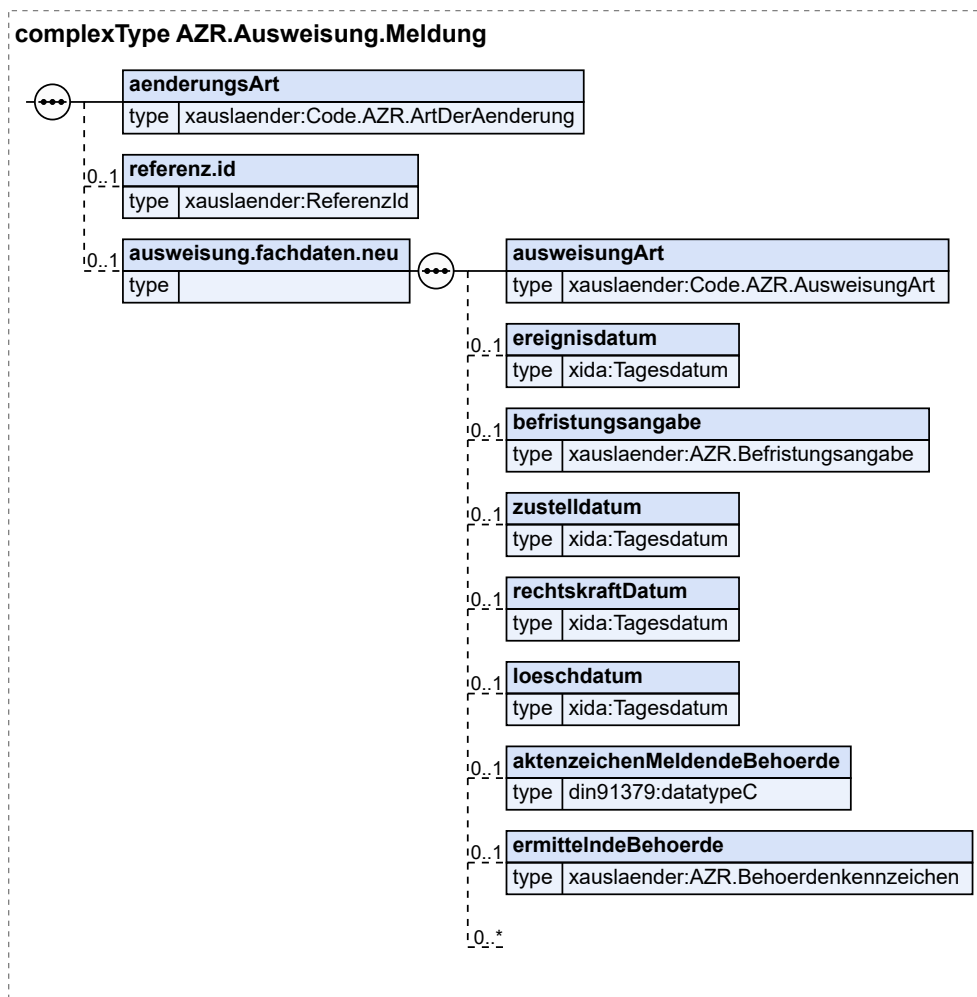 complexType AZR.Ausweisung.Meldung
aenderungsArt
type xauslaender:Code.AZR.ArtDerAenderung
0..1 referenz.id
type xauslaender:ReferenzId
0..1 ausweisung.fachdaten.neu
type
ausweisungArt
type xauslaender:Code.AZR.AusweisungArt
0..1 ereignisdatum
type xida:Tagesdatum
0..1 befristungsangabe
type xauslaender:AZR.Befristungsangabe
0..1 zustelldatum
type xida:Tagesdatum
0..1 rechtskraftDatum
type xida:Tagesdatum
0..1 loeschdatum
type xida:Tagesdatum
0..1 aktenzeichenMeldendeBehoerde
type din91379:datatypeC
0..1 ermittelndeBehoerde
type xauslaender:AZR.Behoerdenkennzeichen
0..*